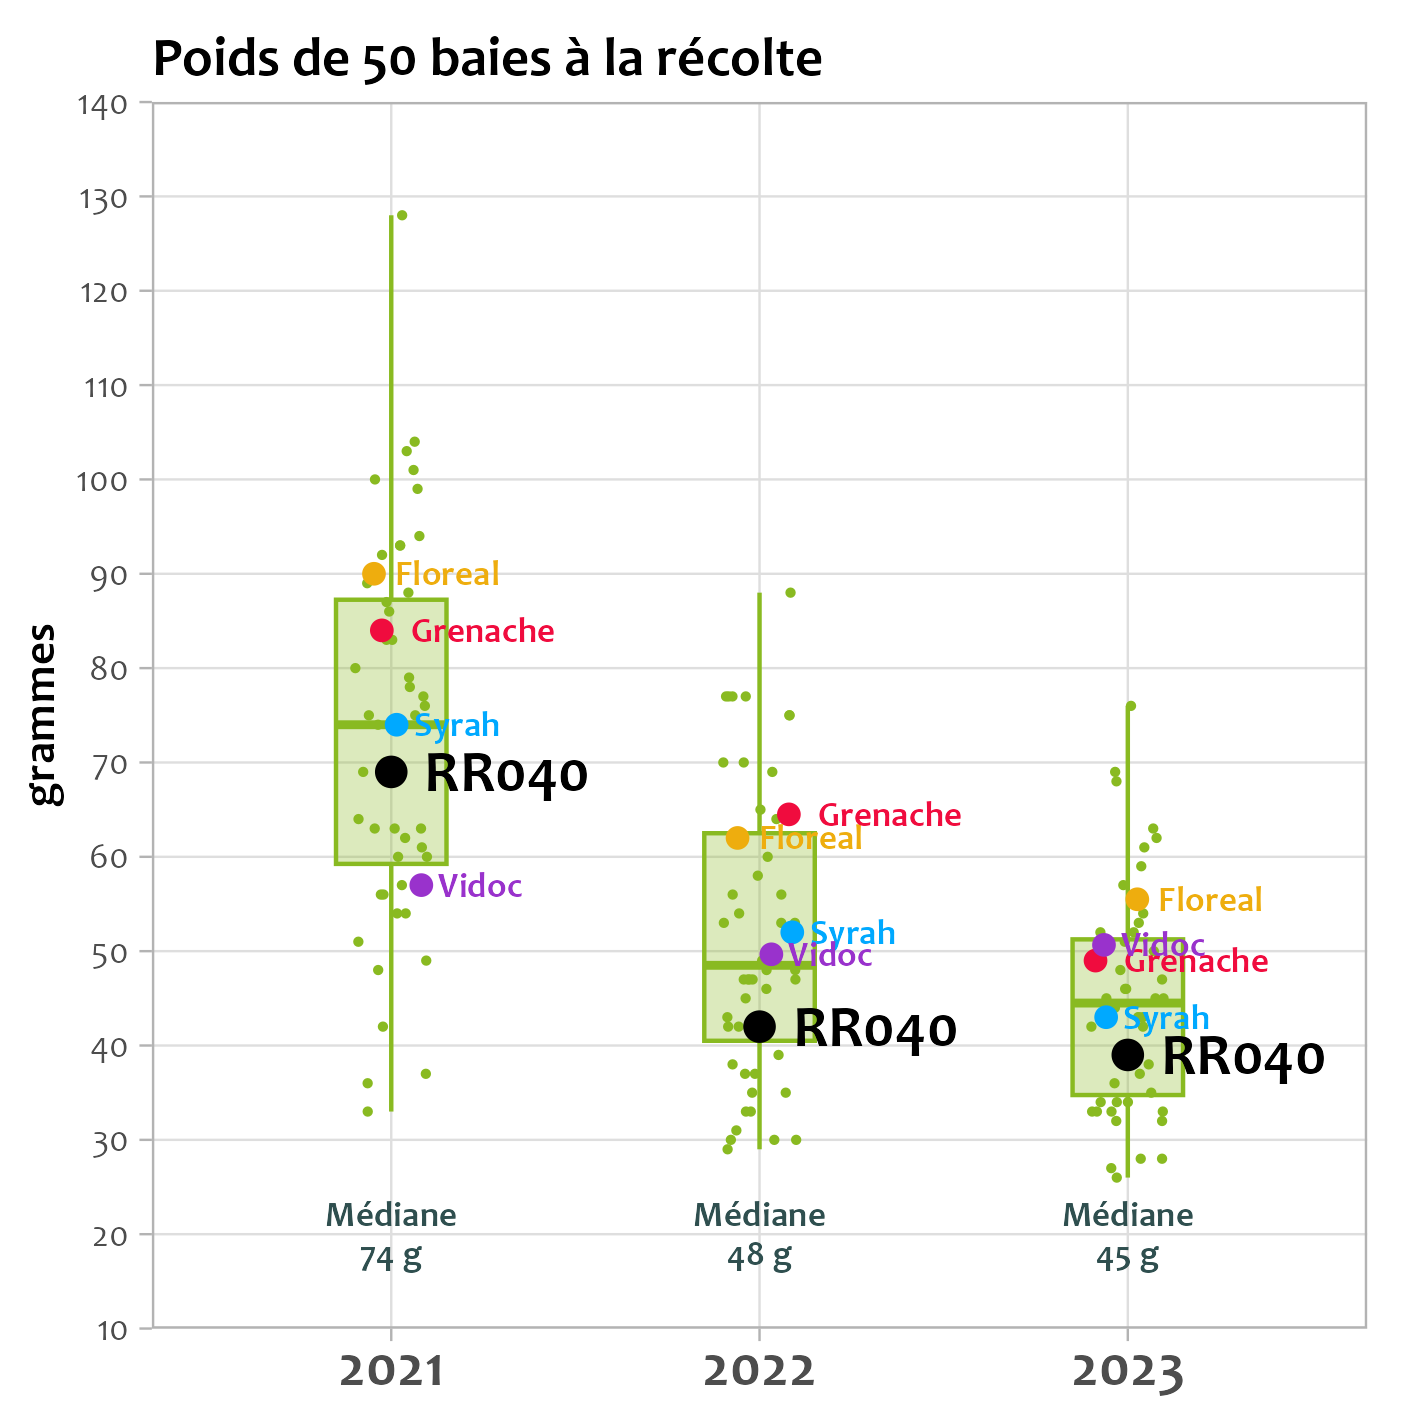 Poids de 50 baies à la récolte
grammes
140
130
120
110
100
90
80
70
60
50
40
30
20
10
Floreal
Grenache
Syrah
RR040
Vidoc
Médiane
74 g
2021
Grenache
Floreal
Syrah
Vidoc
RR040
Médiane
48 g
2022
Floreal
Vidoc
Grenache
Syrah
RR040
Médiane
45 g
2023